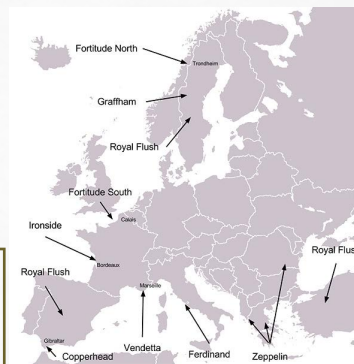 Fortitude North
Trondheim
Graffham
Royal Flush
Fortitude South
Calais
Ironside
Bordeaux
Royal Flush
Royal Flus
Marseille
Gibraltar
Copperhead
Vendetta
Ferdinand
Zeppelin